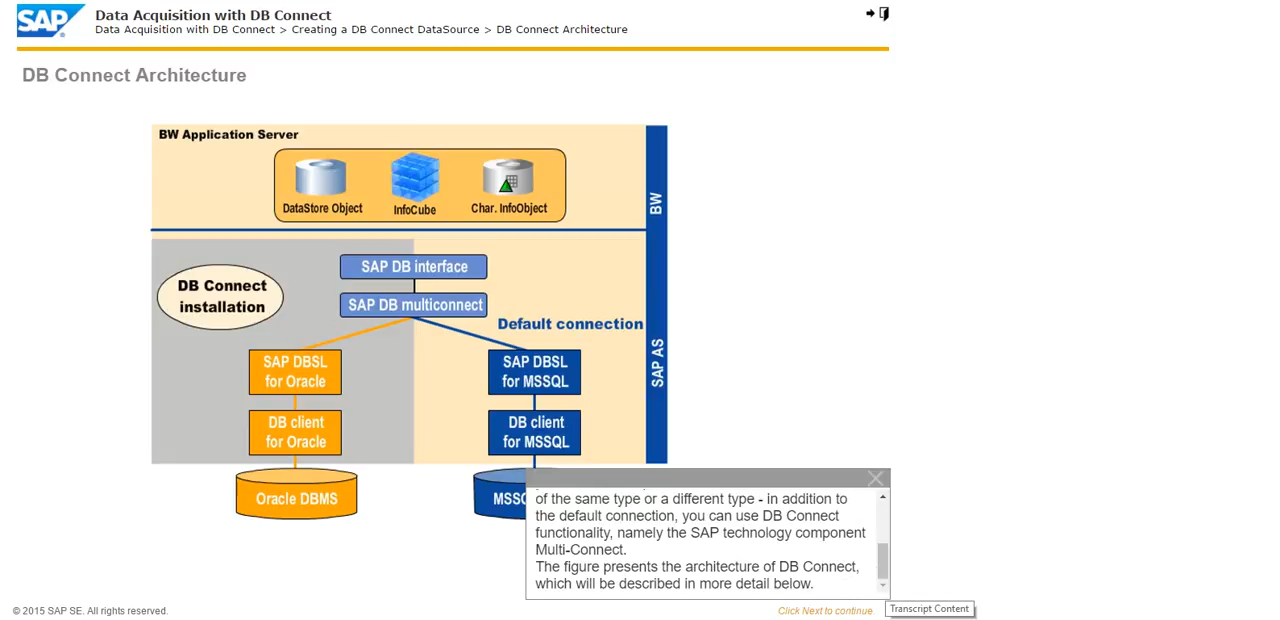 SAP
Data Acquisition with DB Connect
Data Acquisition with DB Connect > Creating a DB Connect DataSource > DB Connect Architecture
DB Connect Architecture
BW Application Server
DataStore Object
InfoCube
Char. InfoObject
BW
SAP DB interface
DB Connect
installation
SAP DB multiconnect
Default connection
SAP AS
SAP DBSL
for Oracle
SAP DBSL
for MSSQL
DB client
for Oracle
DB client
for MSSQL
Oracle DBMS
of the same type or a different type - in addition
to the default connection, you can use DB Connect
functionality, namely the SAP technology component
Multi-Connect.
The figure presents the architecture of DB Connect,
which will be described in more detail below.
© 2015 SAP SE. All rights reserved.
Click Next to continue.
Transcript Content